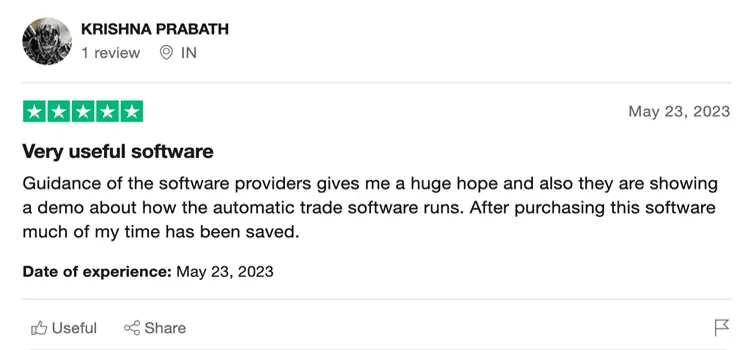 KRISHNA PRABATH
1 review IN
May 23, 2023
Very useful software
Guidance of the software providers gives me a huge hope and also they are showing
a demo about how the automatic trade software runs. After purchasing this software
much of my time has been saved.
Date of experience: May 23, 2023
Useful Share